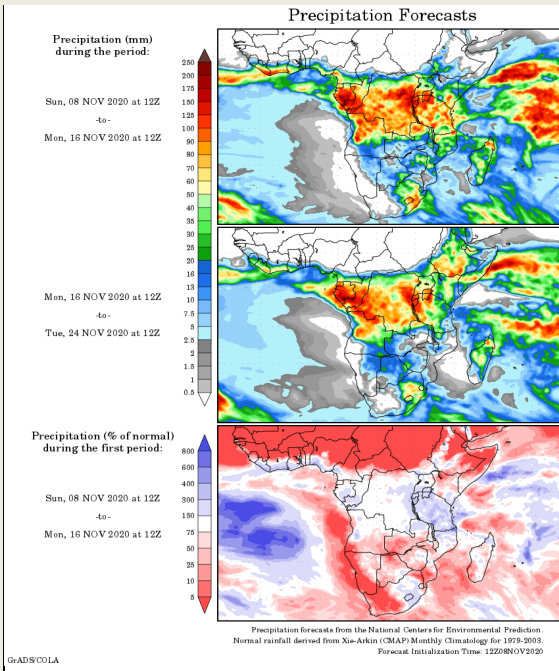 Precipitation Forecasts
Precipitation (mm)
during the period:
Sun, 08 NOV 2020 at 12Z
-to-
Mon, 16 NOV 2020 at 12Z
250
200
175
150
125
100
90
80
70
60
50
40
35
30
25
20
16
13
10
7.5
5
2.5
2
1.5
1
0.5
Mon, 16 NOV 2020 at 12Z
-to-
Tue, 24 NOV 2020 at 12Z
Precipitation (% of normal)
during the first period:
Sun, 08 NOV 2020 at 12Z
-to-
Mon, 16 NOV 2020 at 12Z
800
600
400
300
150
75
50
25
10
5
Precipitation forecasts from the National Centers for Environmental Prediction.
Normal rainfall derived from Xie-Arkin (CMAP) Monthly Climatology for 1979-2003.
Forecast Initialization Time: 12Z08NOV2020
GrADS/COLA